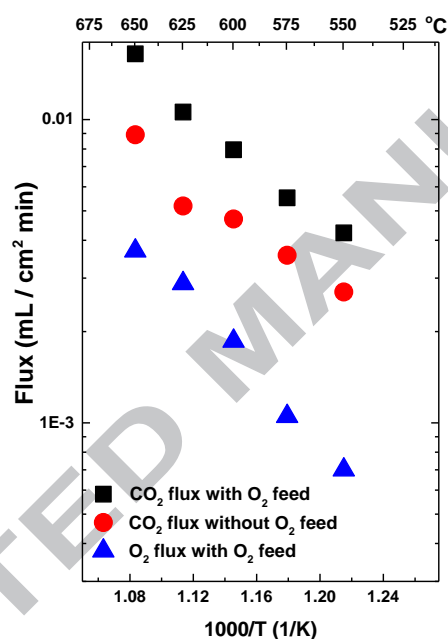 675 650 625 600 575 550 525 °C
0.01
1E-3
Flux (mL / cm² min)
CO₂ flux with O₂ feed
CO₂ flux without O₂ feed
O₂ flux with O₂ feed
1.08 1.12 1.16 1.20 1.24
1000/T (1/K)
TED MANU